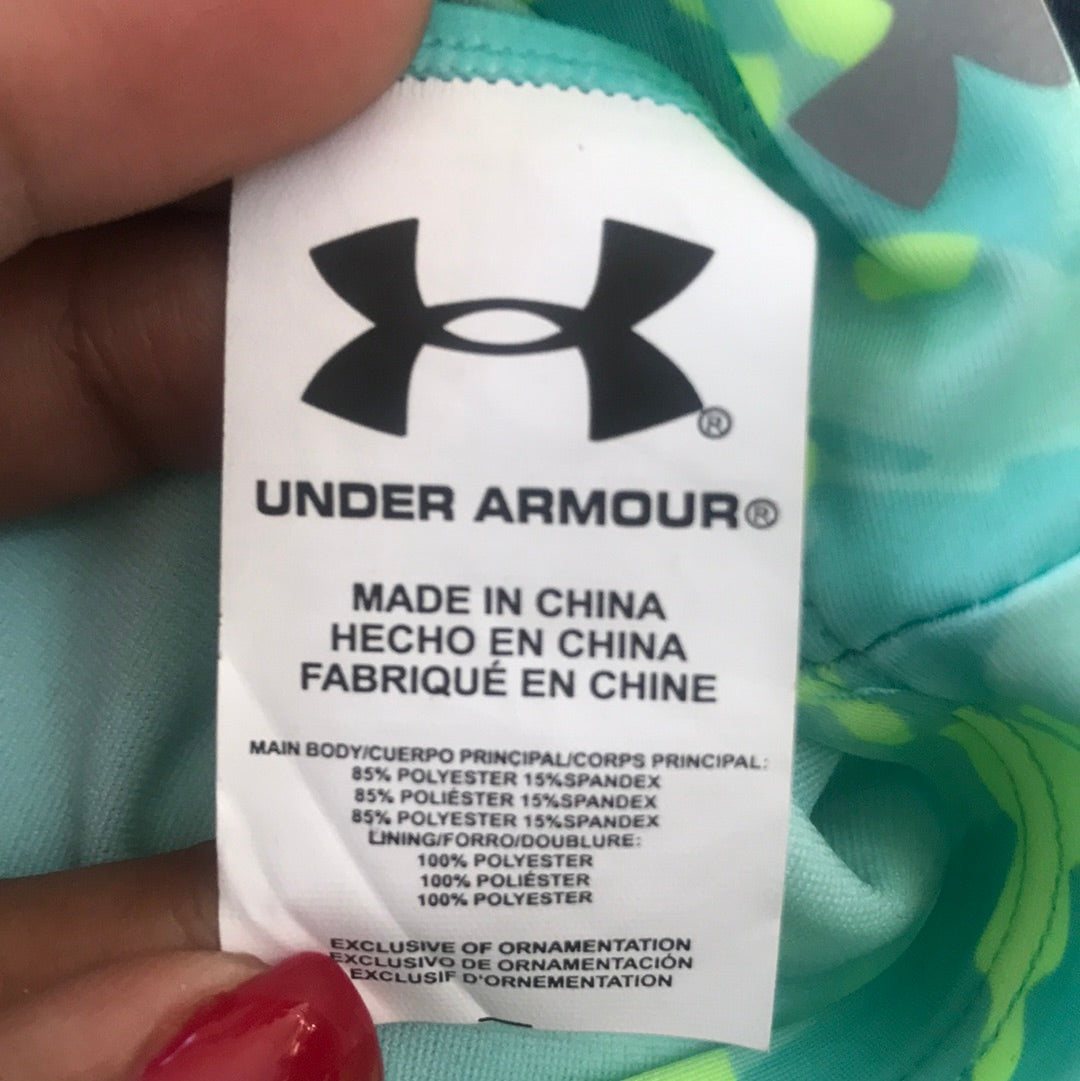 ®
UNDER ARMOUR®
MADE IN CHINA
HECHO EN CHINA
FABRIQUÉ EN CHINE
MAIN BODY/CUERPO PRINCIPAL/CORPS PRINCIPAL:
85% POLYESTER 15%SPANDEX
85% POLIÉSTER 15%SPANDEX
85% POLYESTER 15%SPANDEX
LINING/FORRO/DOUBLURE:
100% POLYESTER
100% POLIÉSTER
100% POLYESTER
EXCLUSIVE OF ORNAMENTATION
EXCLUSIVO DE ORNAMENTACIÓN
EXCLUSIF D'ORNEMENTATION